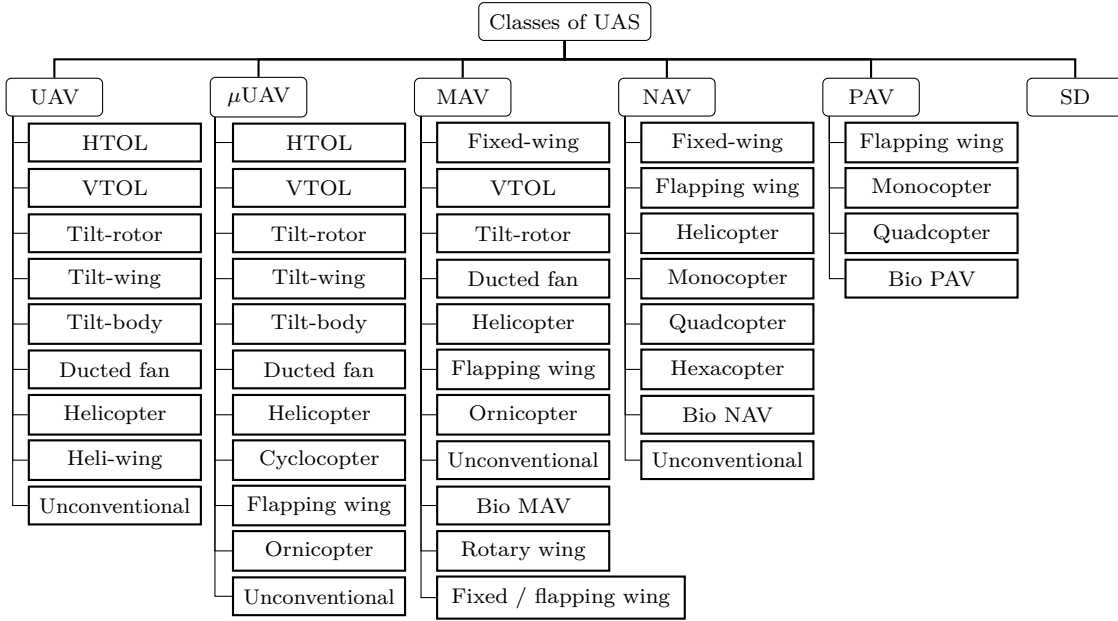 Classes of UAS
UAV
HTOL
VTOL
Tilt-rotor
Tilt-wing
Tilt-body
Ducted fan
Helicopter
Heli-wing
Unconventional
μUAV
HTOL
VTOL
Tilt-rotor
Tilt-wing
Tilt-body
Ducted fan
Helicopter
Cyclocopter
Flapping wing
Ornicopter
Unconventional
MAV
Fixed-wing
VTOL
Tilt-rotor
Ducted fan
Helicopter
Flapping wing
Ornicopter
Unconventional
Bio MAV
Rotary wing
Fixed / flapping wing
NAV
Fixed-wing
Flapping wing
Helicopter
Monocopter
Quadcopter
Hexacopter
Bio NAV
Unconventional
PAV
Flapping wing
Monocopter
Quadcopter
Bio PAV
SD